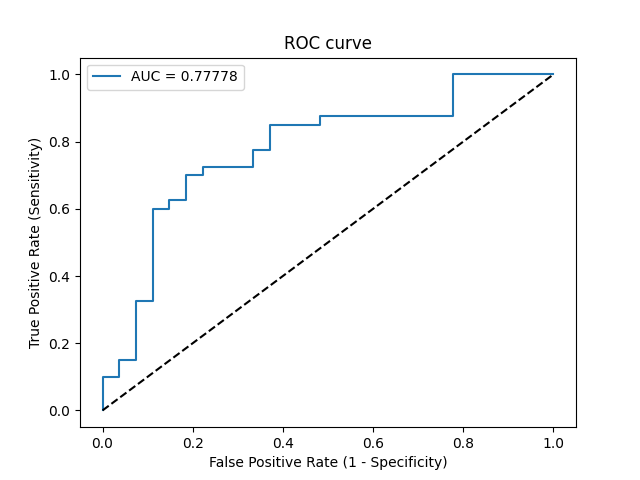 ROC curve
AUC = 0.77778
True Positive Rate (Sensitivity)
1.0
0.8
0.6
0.4
0.2
0.0
0.0 0.2 0.4 0.6 0.8 1.0
False Positive Rate (1 - Specificity)